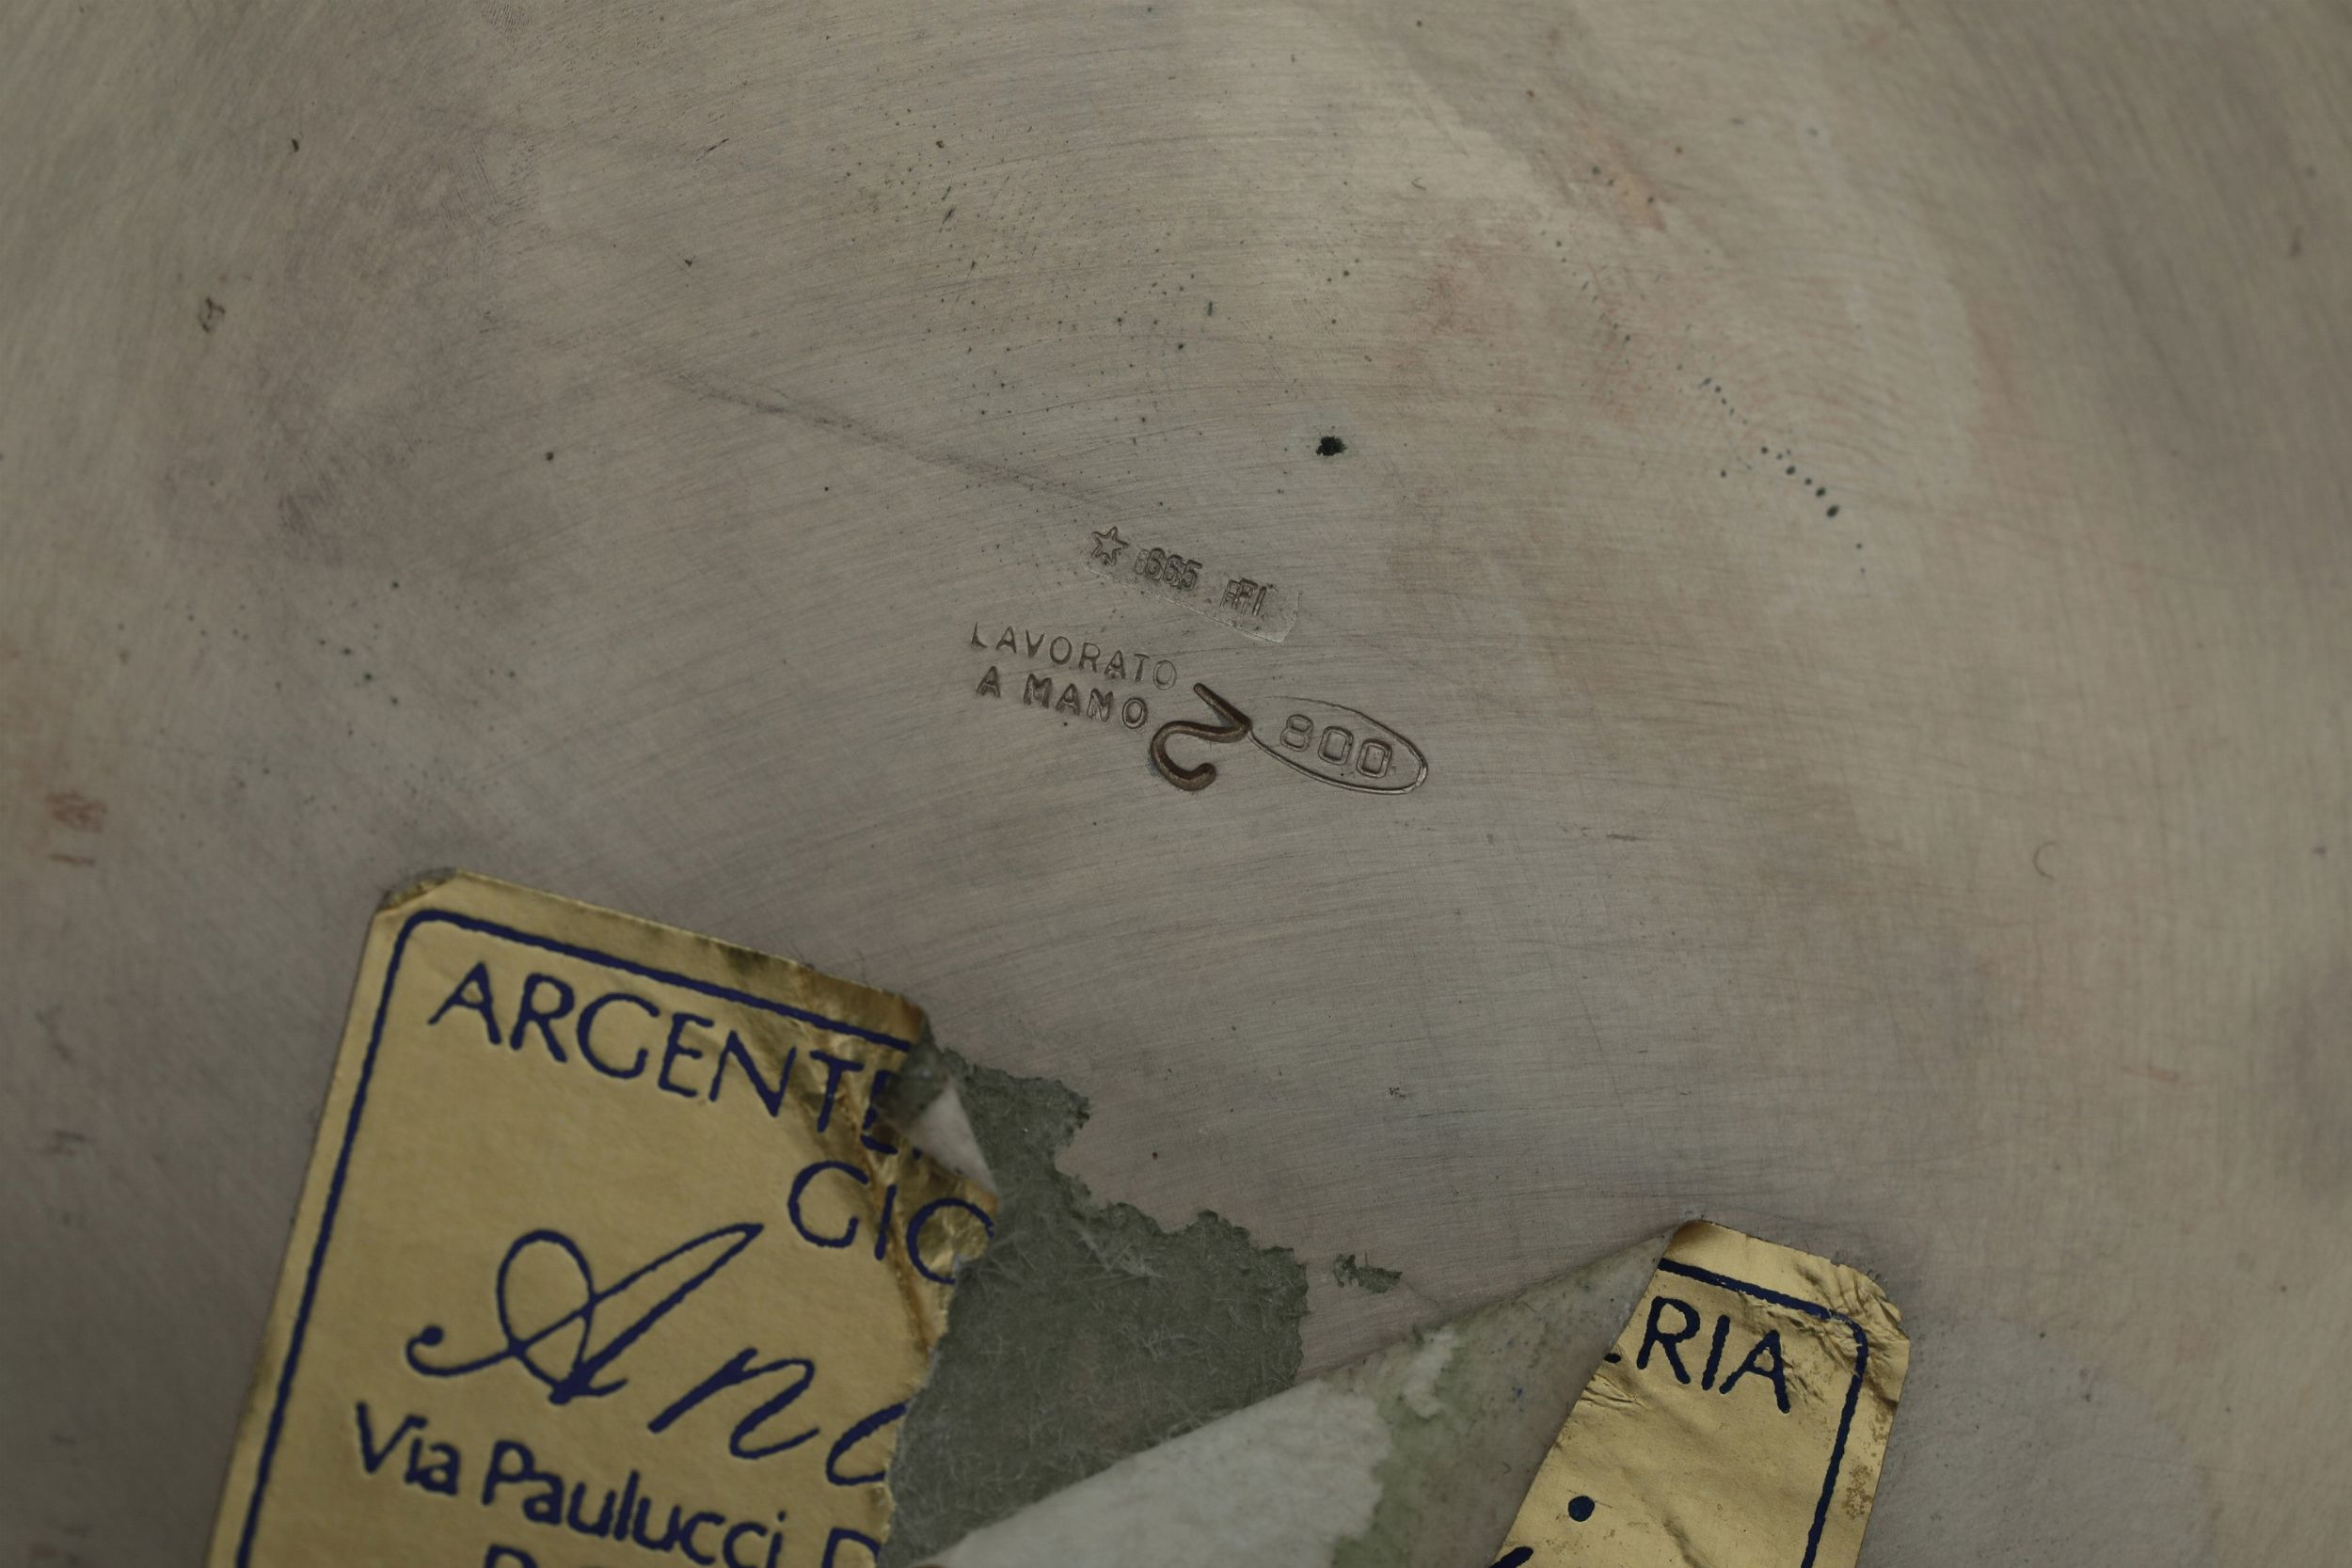 ☆ 665 FI
LAVORATO
A MANO
800
ARGENTE ERIA
GIO
An
Via Paulucci